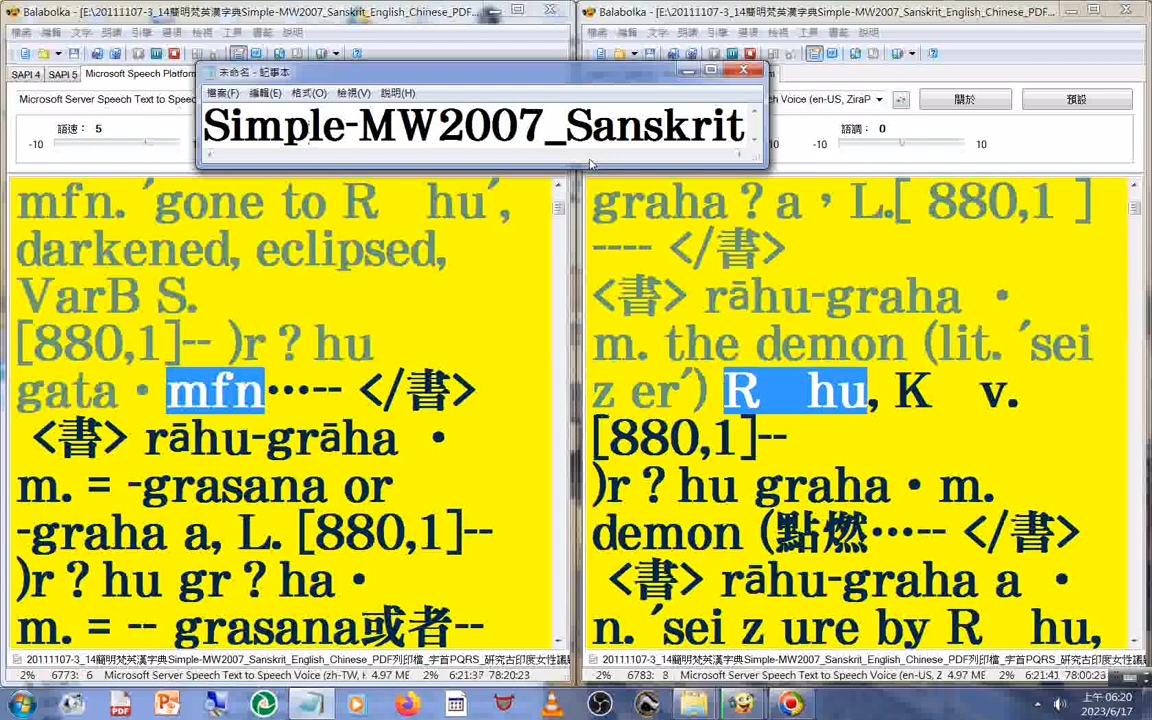 Balabolka - [E:\20111107-3_14簡明梵英漢字典Simple-MW2007_Sanskrit_English_Chinese_PDF...
Balabolka - [E:\20111107-3_14簡明梵英漢字典Simple-MW2007_Sanskrit_English_Chinese_PDF...
SAPI 4 SAPI 5 Microsoft Speech Platfo
未命名 - 記事本
檔案(F) 編輯(E) 格式(O) 檢視(V) 說明(H)
Simple-MW2007_Sanskrit
Microsoft Server Speech Text to Spee
Voice (en-US, ZiraP
關於 預設
語速： 5
-10
語調： 0
-10 10
mfn. ´gone to R hu´,
darkened, eclipsed,
VarB S.
[880,1]-- )r？hu
gata‧mfn…-- </書>
<書> rāhu-grāha ‧
m. = -grasana or
-graha a, L. [880,1]--
)r？hu gr？ha‧
m. = -- grasana或者--
graha？a，L.[ 880,1 ]
---- </書>
<書> rāhu-graha ‧
m. the demon (lit. ´sei
z er´) R hu, K v.
[880,1]--
)r？hu graha‧m.
demon (點燃…-- </書>
<書> rāhu-graha a ‧
n. ´sei z ure by R hu,
20111107-3_14簡明梵英漢字典Simple-MW2007_Sanskrit_English_Chinese_PDF列印檔_字首PQRS_研究古印度女性議
20111107-3_14簡明梵英漢字典Simple-MW2007_Sanskrit_English_Chinese_PDF列印檔_字首PQRS_研究古印度女性議
2% 6773: 6 Microsoft Server Speech Text to Speech Voice (zh-TW, H 4.97 MB 2% 6:21:37/78:20:23
2% 6783: 8 Microsoft Server Speech Text to Speech Voice (en-US, Z 4.97 MB 2% 6:21:41/78:00:28
上午 06:20
2023/6/17